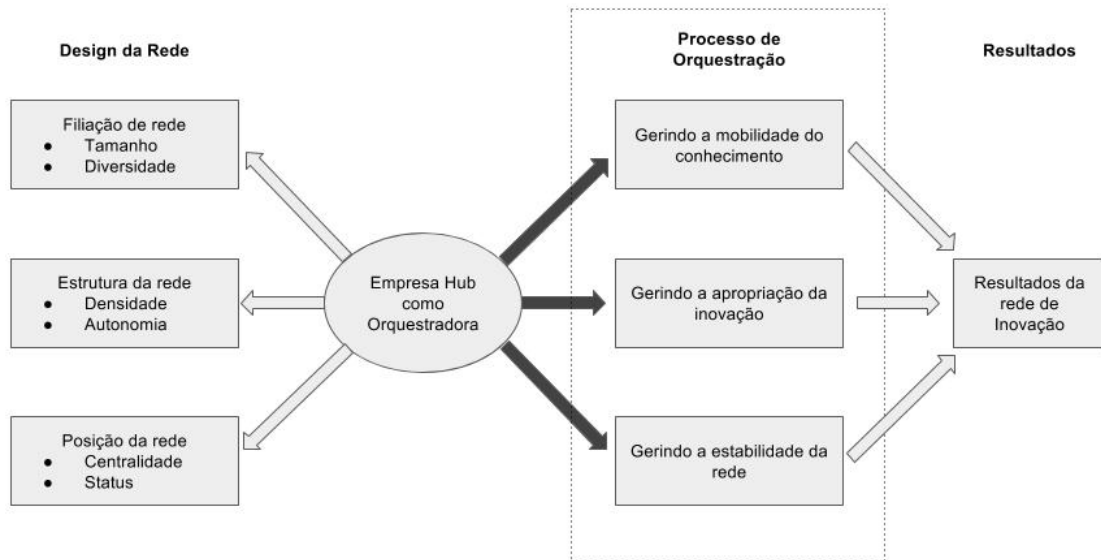 Design da Rede
Processo de
Orquestração
Resultados
Filiação de rede
● Tamanho
● Diversidade
Estrutura da rede
● Densidade
● Autonomia
Posição da rede
● Centralidade
● Status
Empresa Hub
como
Orquestradora
Gerindo a mobilidade do
conhecimento
Gerindo a apropriação da
inovação
Gerindo a estabilidade da
rede
Resultados da
rede de
Inovação